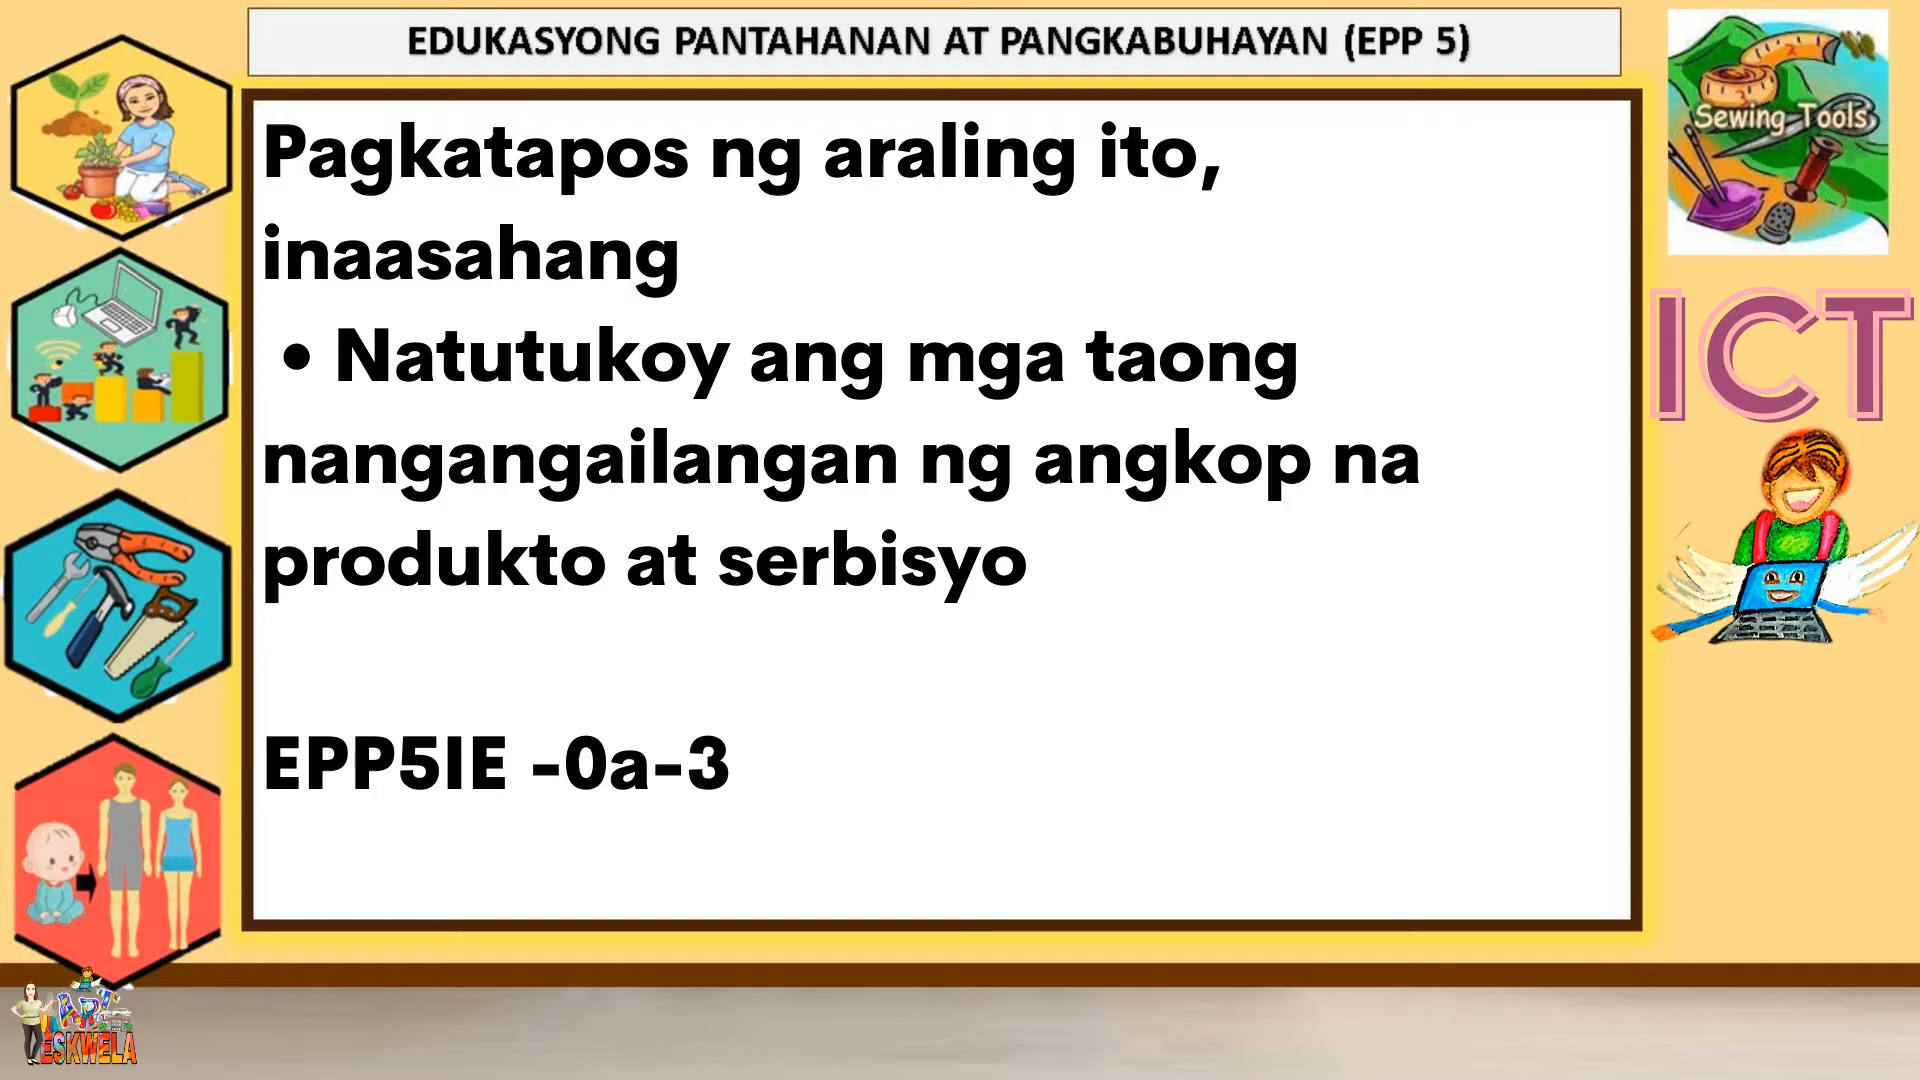 EDUKASYONG PANTAHANAN AT PANGKABUHAYAN (EPP 5)
Sewing Tools
Pagkatapos ng araling ito,
inaasahang
• Natutukoy ang mga taong
nangangailangan ng angkop na
produkto at serbisyo
EPP5IE -0a-3
ICT
ART
ESKWELA